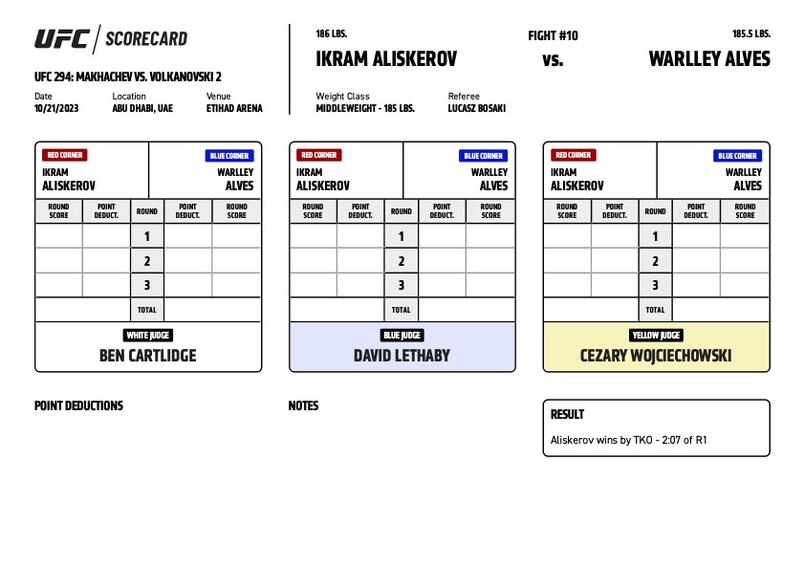 UFC / SCORECARD
UFC 294: MAKHACHEV VS. VOLKANOVSKI 2
Date Location Venue
10/21/2023 ABU DHABI, UAE ETIHAD ARENA
186 LBS. FIGHT #10 185.5 LBS.
IKRAM ALISKEROV vs. WARLLEY ALVES
Weight Class Referee
MIDDLEWEIGHT - 185 LBS. LUCASZ BOSAKI
RED CORNER BLUE CORNER
IKRAM WARLLEY
ALISKEROV ALVES
ROUND SCORE POINT DEDUCT. ROUND POINT DEDUCT. ROUND SCORE
1
2
3
TOTAL
WHITE JUDGE
BEN CARTLIDGE
RED CORNER BLUE CORNER
IKRAM WARLLEY
ALISKEROV ALVES
ROUND SCORE POINT DEDUCT. ROUND POINT DEDUCT. ROUND SCORE
1
2
3
TOTAL
BLUE JUDGE
DAVID LETHABY
RED CORNER BLUE CORNER
IKRAM WARLLEY
ALISKEROV ALVES
ROUND SCORE POINT DEDUCT. ROUND POINT DEDUCT. ROUND SCORE
1
2
3
TOTAL
YELLOW JUDGE
CEZARY WOJCIECHOWSKI
POINT DEDUCTIONS
NOTES
RESULT
Aliskerov wins by TKO - 2:07 of R1